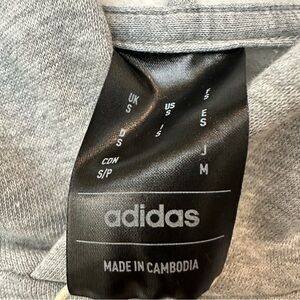 UK US F
S S S
D I ES
S S S
CDN J
S/P M
adidas
MADE IN CAMBODIA